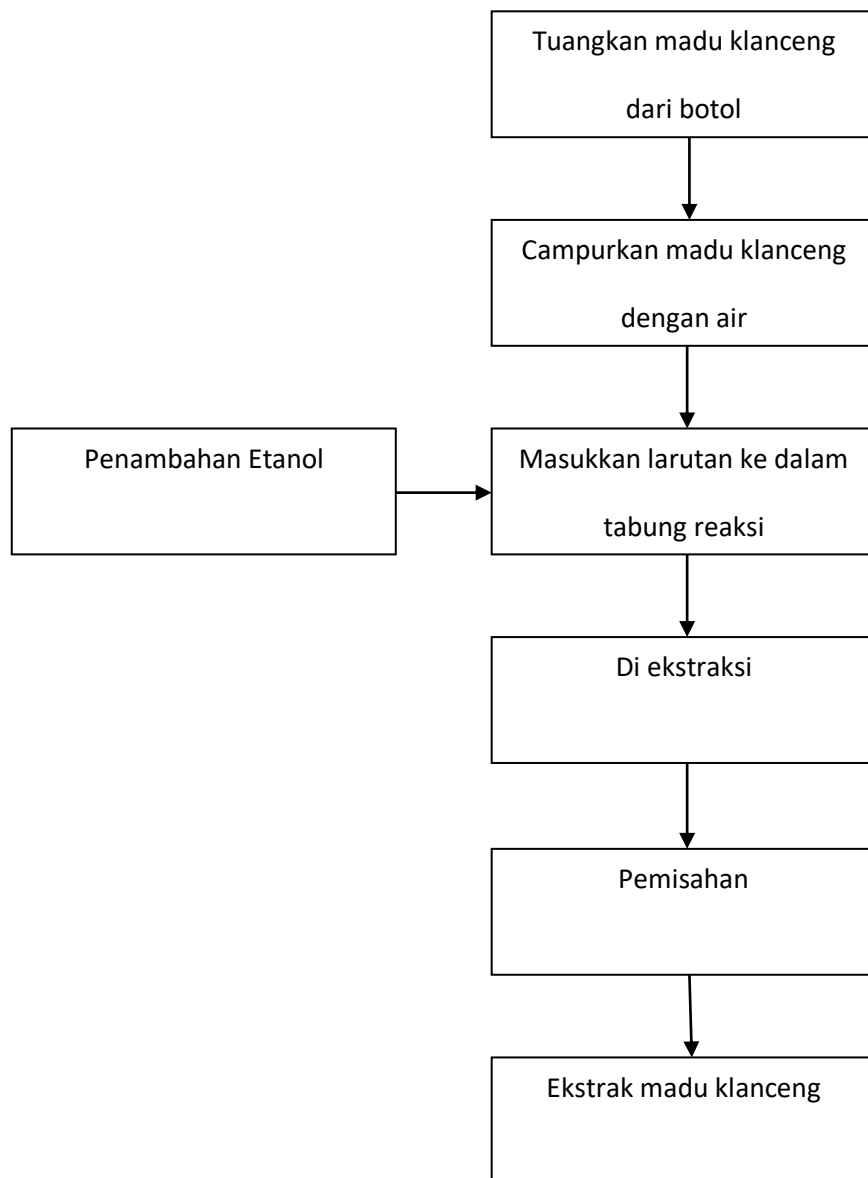 Tuangkan madu klanceng
dari botol
Campurkan madu klanceng
dengan air
Penambahan Etanol
Masukkan larutan ke dalam
tabung reaksi
Di ekstraksi
Pemisahan
Ekstrak madu klanceng